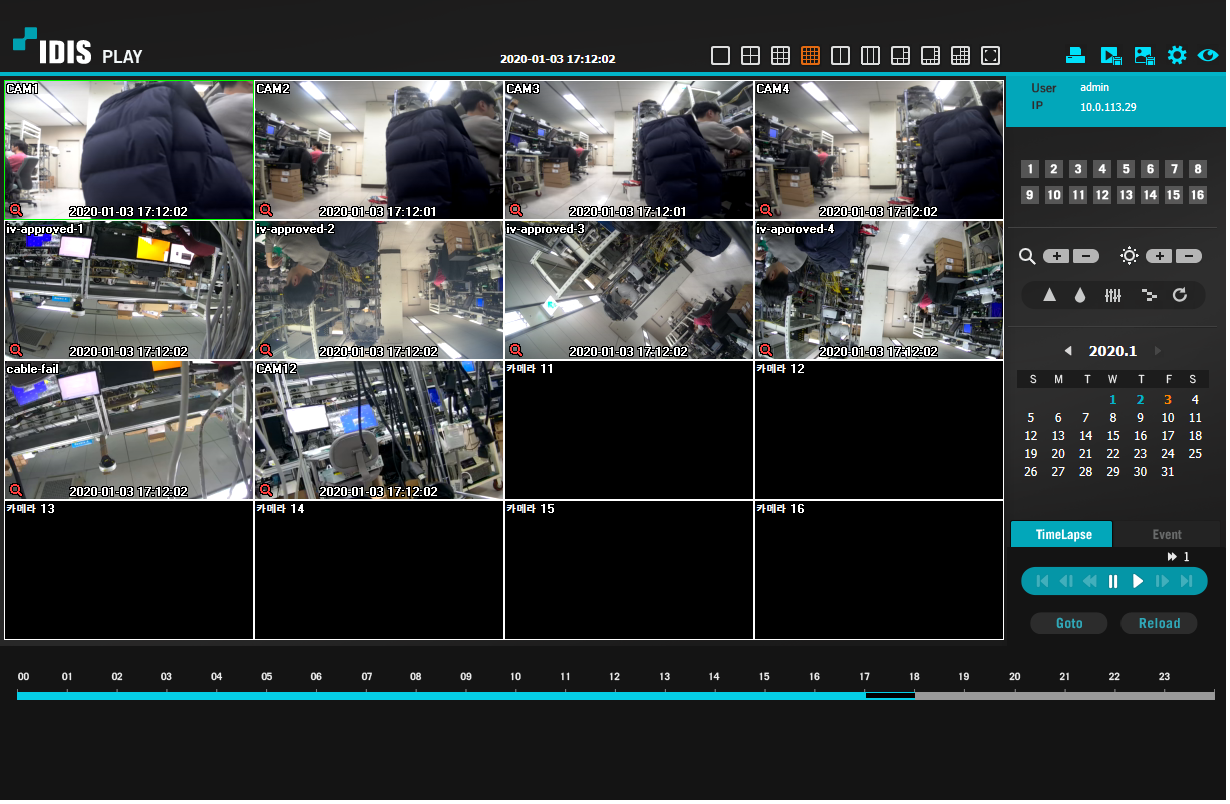 IDIS PLAY
2020-01-03 17:12:02
User admin
IP 10.0.113.29
CAM1
2020-01-03 17:12:02
CAM2
2020-01-03 17:12:01
CAM3
2020-01-03 17:12:01
CAM4
2020-01-03 17:12:02
iv-approved-1
2020-01-03 17:12:02
iv-approved-2
2020-01-03 17:12:02
iv-approved-3
2020-01-03 17:12:02
iv-aporoved-4
2020-01-03 17:12:02
cable-fail
2020-01-03 17:12:02
CAM12
2020-01-03 17:12:02
카메라 11
카메라 12
카메라 13
카메라 14
카메라 15
카메라 16
1 2 3 4 5 6 7 8
9 10 11 12 13 14 15 16
2020.1
S M T W T F S
1 2 3 4
5 6 7 8 9 10 11
12 13 14 15 16 17 18
19 20 21 22 23 24 25
26 27 28 29 30 31
TimeLapse Event
1
Goto Reload
00 01 02 03 04 05 06 07 08 09 10 11 12 13 14 15 16 17 18 19 20 21 22 23